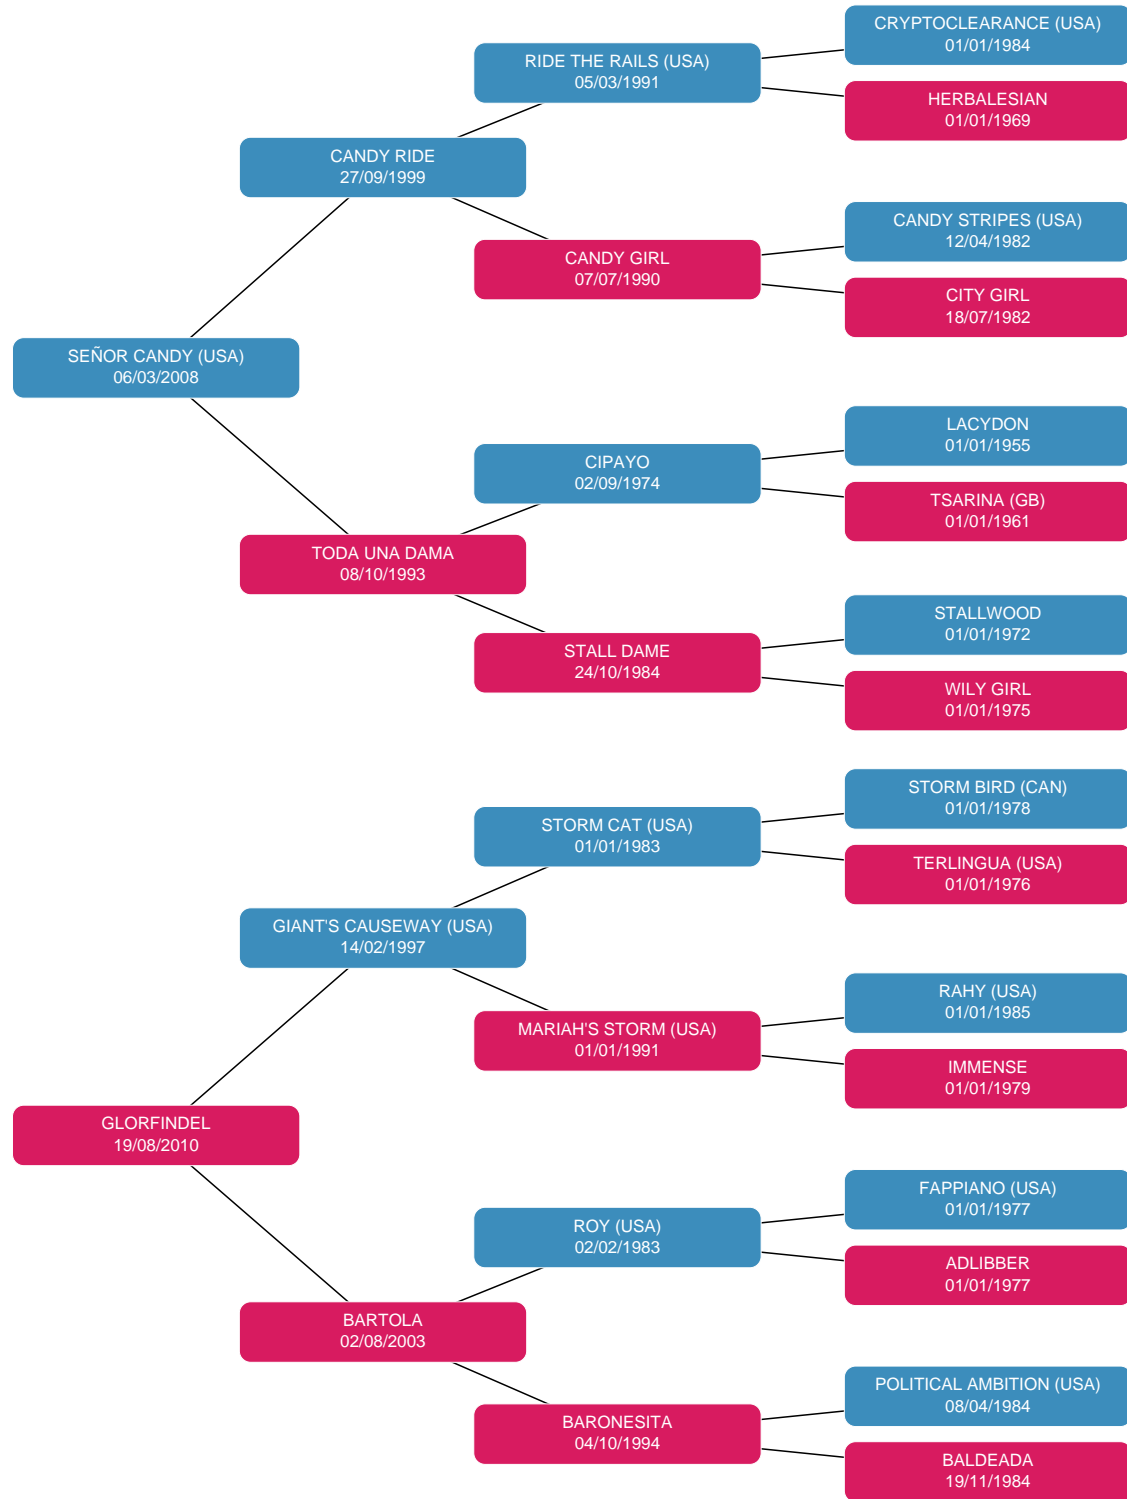 CRYPTOCLEARANCE (USA)
01/01/1984
RIDE THE RAILS (USA)
05/03/1991
HERBALESIAN
01/01/1969
CANDY RIDE
27/09/1999
CANDY STRIPES (USA)
12/04/1982
CANDY GIRL
07/07/1990
CITY GIRL
18/07/1982
SEÑOR CANDY (USA)
06/03/2008
LACYDON
01/01/1955
CIPAYO
02/09/1974
TSARINA (GB)
01/01/1961
TODA UNA DAMA
08/10/1993
STALLWOOD
01/01/1972
STALL DAME
24/10/1984
WILY GIRL
01/01/1975
STORM BIRD (CAN)
01/01/1978
STORM CAT (USA)
01/01/1983
TERLINGUA (USA)
01/01/1976
GIANT'S CAUSEWAY (USA)
14/02/1997
RAHY (USA)
01/01/1985
MARIAH'S STORM (USA)
01/01/1991
IMMENSE
01/01/1979
GLORFINDEL
19/08/2010
FAPPIANO (USA)
01/01/1977
ROY (USA)
02/02/1983
ADLIBBER
01/01/1977
BARTOLA
02/08/2003
POLITICAL AMBITION (USA)
08/04/1984
BARONESITA
04/10/1994
BALDEADA
19/11/1984